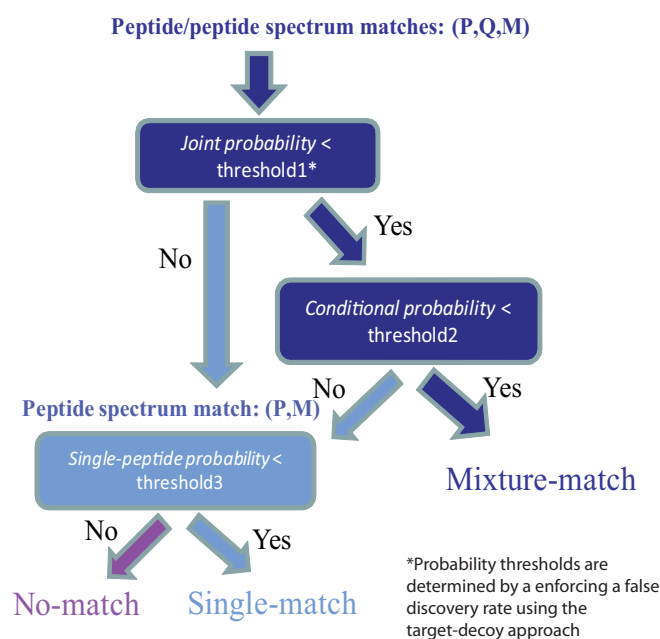 Peptide/peptide spectrum matches: (P,Q,M)
Joint probability <
threshold1*
No
Yes
Conditional probability <
threshold2
No
Yes
Peptide spectrum match: (P,M)
Single-peptide probability <
threshold3
Mixture-match
No
Yes
No-match
Single-match
*Probability thresholds are
determined by a enforcing a false
discovery rate using the
target-decoy approach